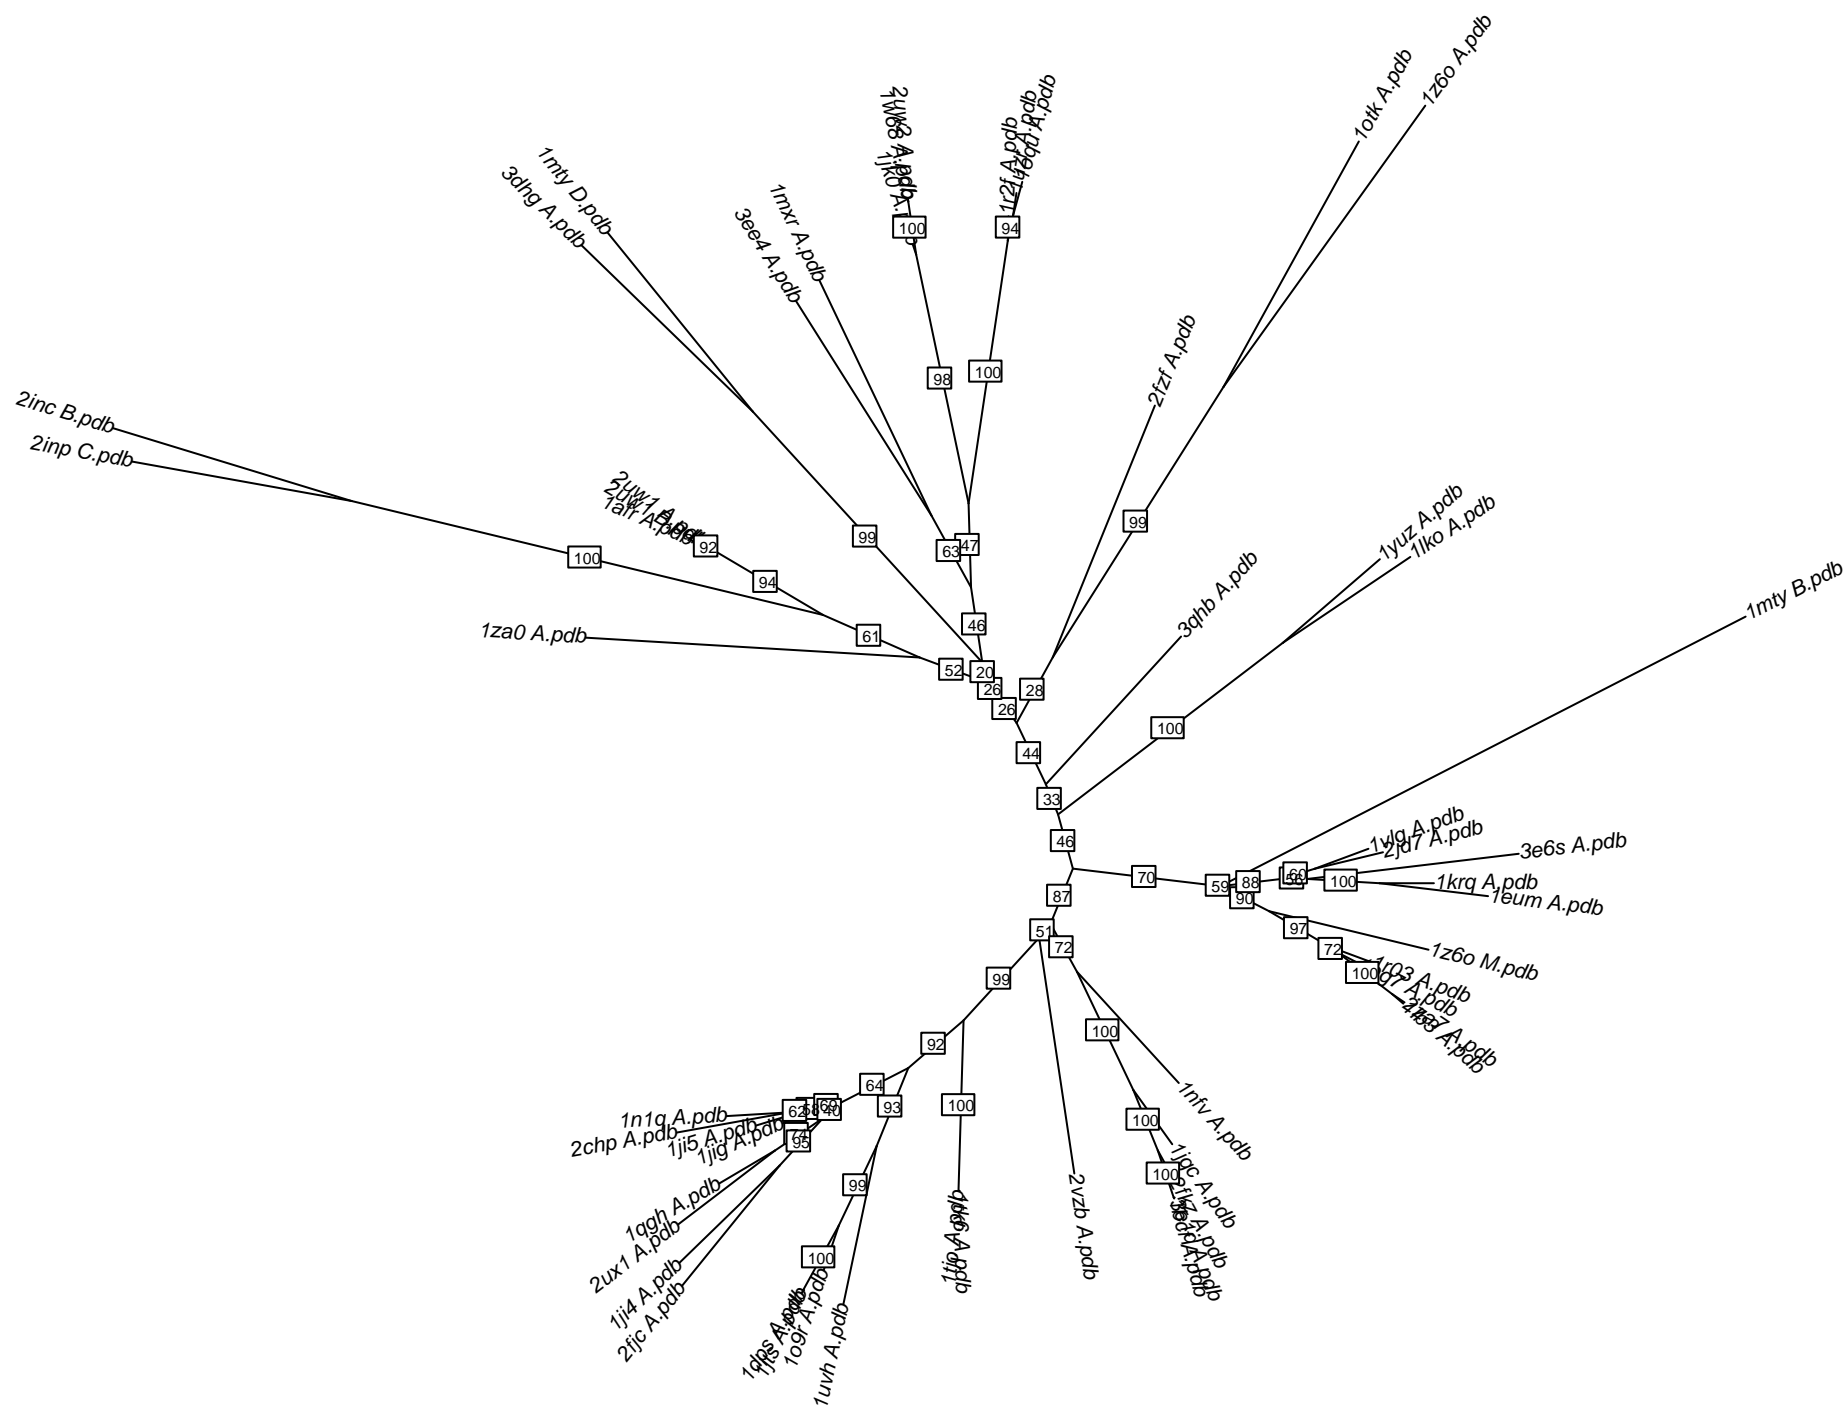 1z6o A.pdb
1otk A.pdb
1r2f A.pdb
1mty D.pdb
3dhg A.pdb
1mxr A.pdb
3ee4 A.pdb
100
94
2fzf A.pdb
98
100
2inc B.pdb
2inp C.pdb
99
1yuz A.pdb
1lko A.pdb
99
92
100
94
63
47
3qhb A.pdb
1mty B.pdb
1za0 A.pdb
61
46
52
20
26
28
26
100
44
33
46
1vlg A.pdb
2jd7 A.pdb
3e6s A.pdb
70
59
88
60
56
100
1krq A.pdb
1eum A.pdb
87
90
51
72
97
72
100
1z6o M.pdb
1r03 A.pdb
99
100
92
64
93
100
1nfv A.pdb
62
58
69
40
74
95
1n1q A.pdb
2chp A.pdb
1ji5 A.pdb
1jig A.pdb
100
100
1jgc A.pdb
99
1qgh A.pdb
2ux1 A.pdb
1ji4 A.pdb
2fjc A.pdb
2vzb A.pdb
100
1o9r A.pdb
1uvh A.pdb